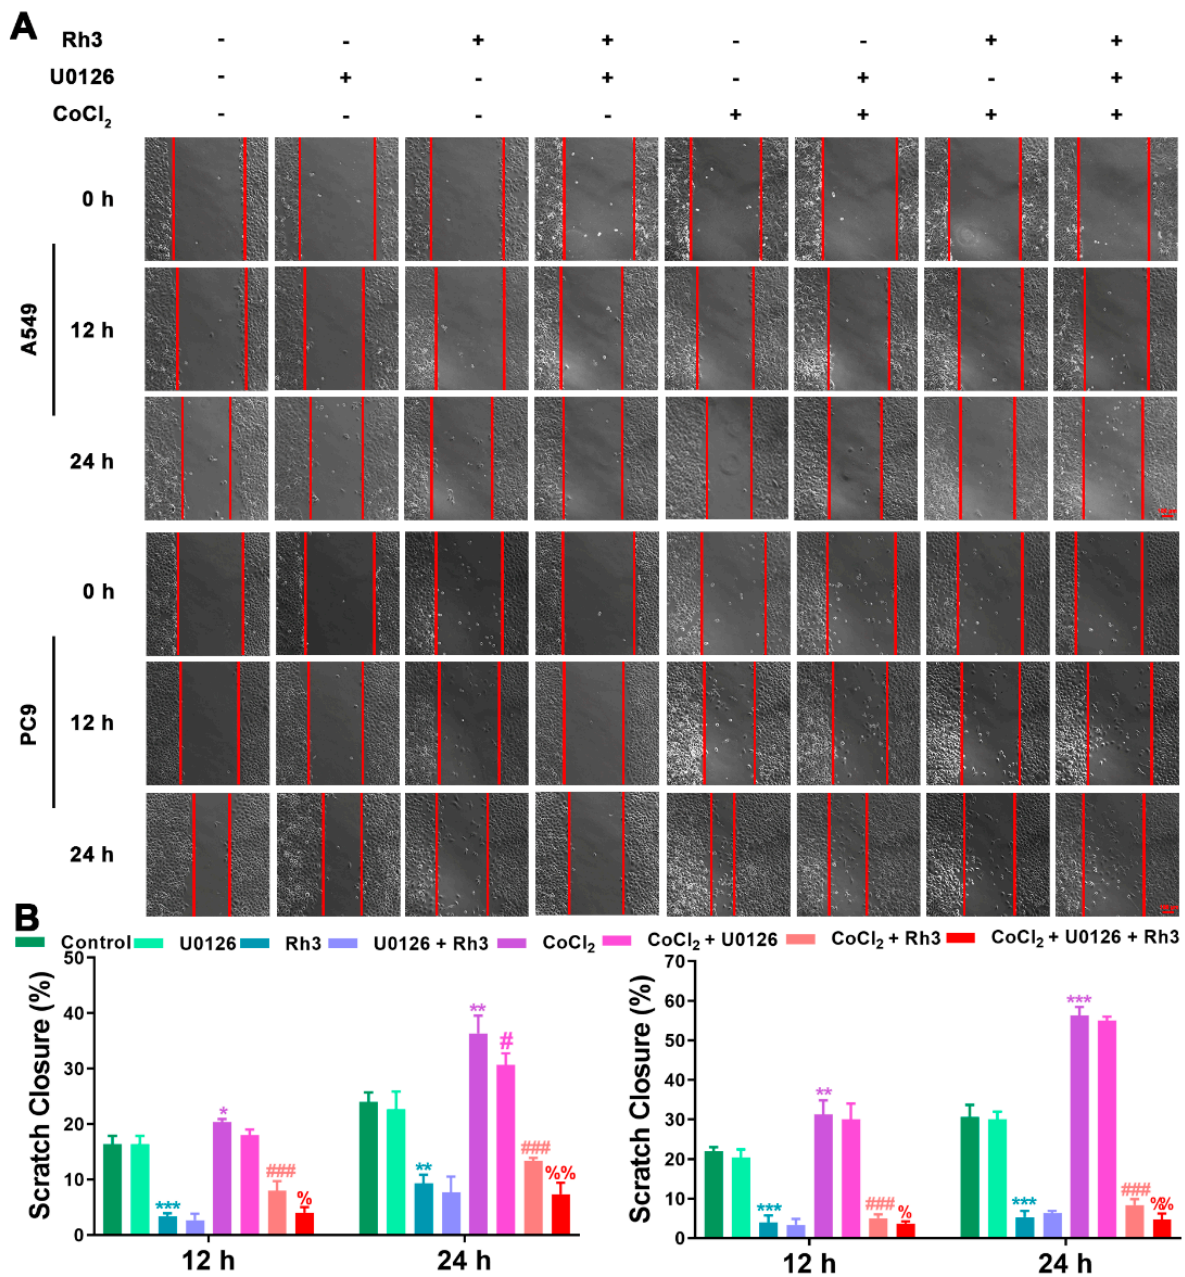 A
Rh3 - - + + - - + +
U0126 - + - + - + - +
CoCl2 - - - - + + + +
0 h
A549
12 h
24 h
0 h
PC9
12 h
24 h
B
Control U0126 Rh3 U0126 + Rh3 CoCl2 CoCl2 + U0126 CoCl2 + Rh3 CoCl2 + U0126 + Rh3
Scratch Closure (%)
50
40
30
20
10
0
***
*
###
%
**
**
#
###
%%
12 h 24 h
Scratch Closure (%)
70
60
50
40
30
20
10
0
***
**
###
%
***
***
###
%%
12 h 24 h